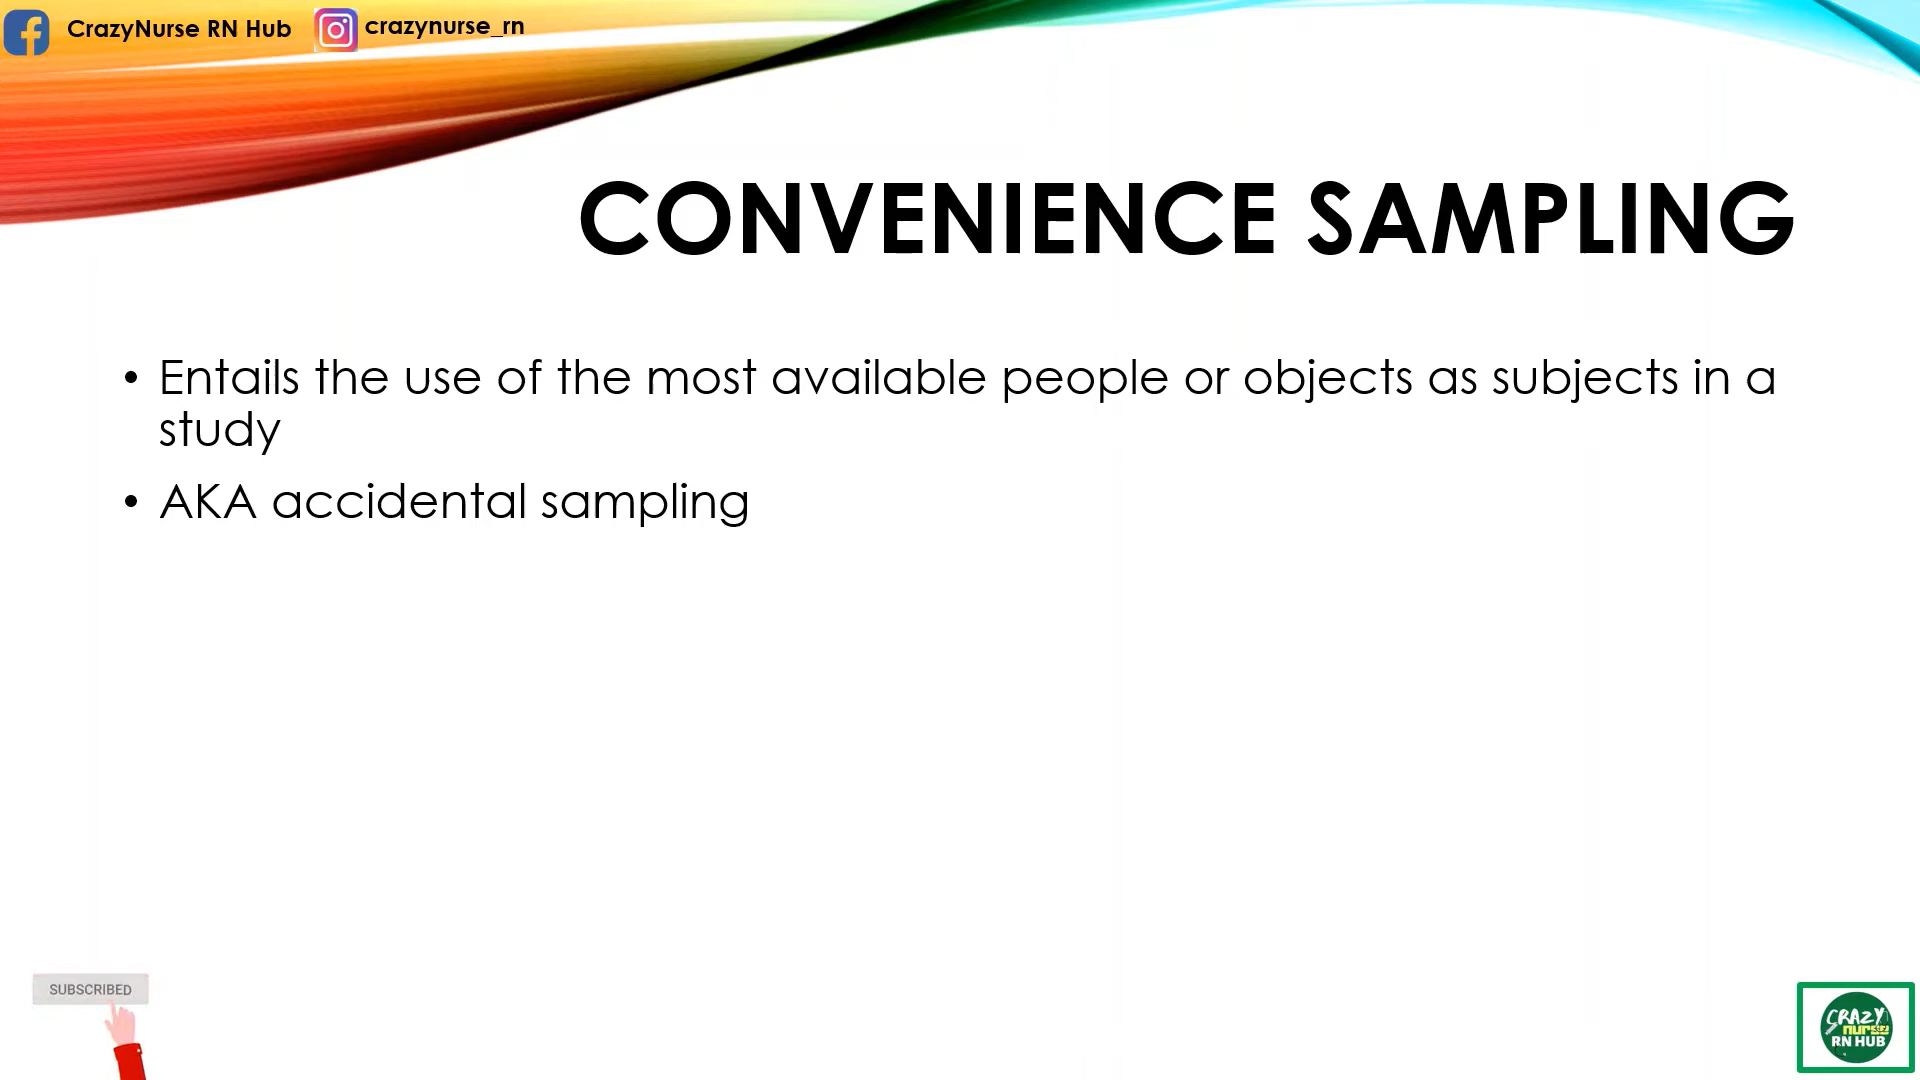 CrazyNurse RN Hub
crazynurse_rn
CONVENIENCE SAMPLING
• Entails the use of the most available people or objects as subjects in a
study
• AKA accidental sampling
SUBSCRIBED
CRAZY
nurse
RN HUB